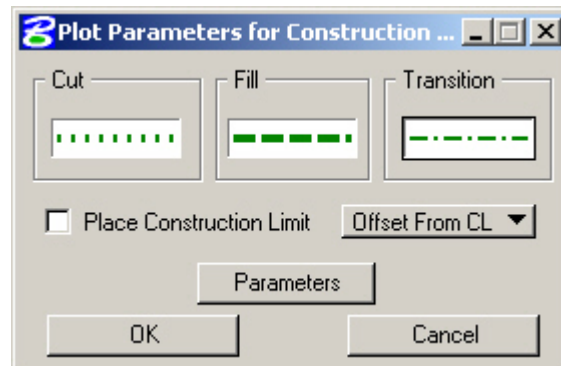 Plot Parameters for Construction ...
Cut Fill Transition
Place Construction Limit Offset From CL
Parameters
OK Cancel